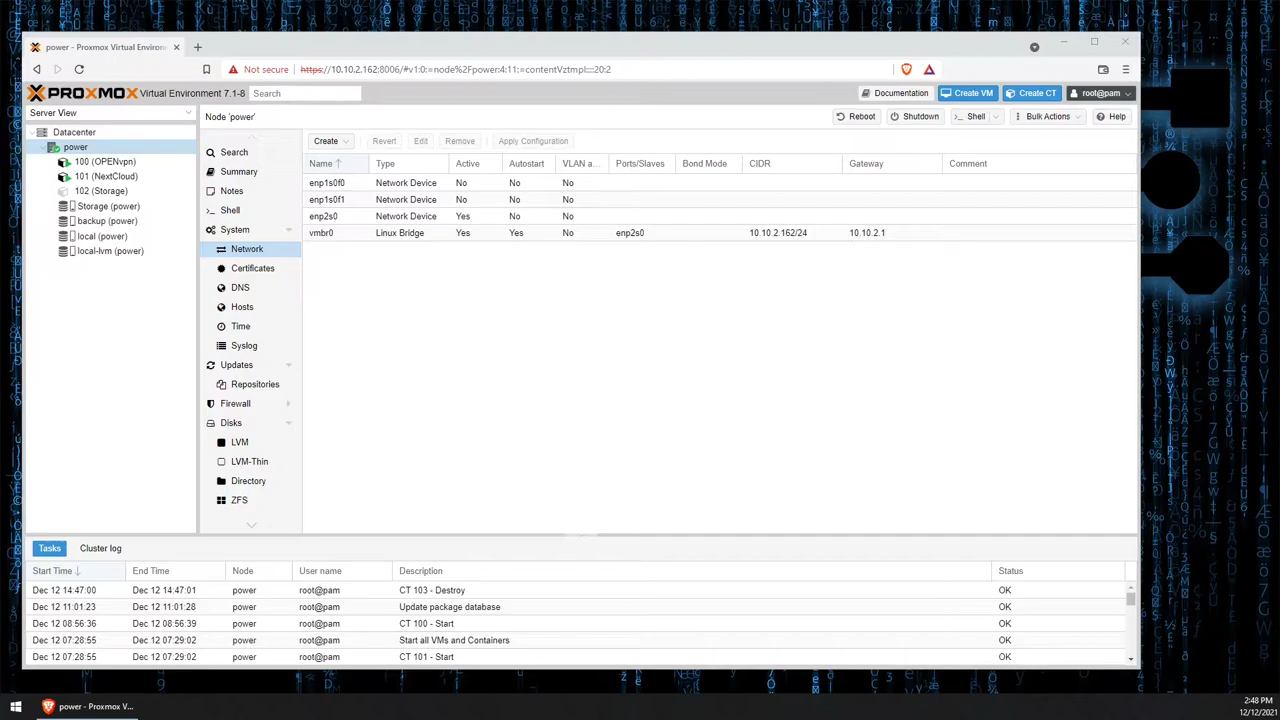 power - Proxmox Virtual Environ
Not secure https://10.10.2.162:8006/#v1:0:=node%2Fpower:4:11:=contentVztmpl::::20:2
PROXMOX Virtual Environment 7.1-8 Search Documentation Create VM Create CT root@pam
Server View
Node 'power' Reboot Shutdown Shell Bulk Actions Help
Datacenter
power
100 (OPENvpn)
101 (NextCloud)
102 (Storage)
Storage (power)
backup (power)
local (power)
local-lvm (power)
Search
Summary
Notes
Shell
System
Network
Certificates
DNS
Hosts
Time
Syslog
Updates
Repositories
Firewall
Disks
LVM
LVM-Thin
Directory
ZFS
Create Revert Edit Remove Apply Configuration
Name Type Active Autostart VLAN a... Ports/Slaves Bond Mode CIDR Gateway Comment
enp1s0f0 Network Device No No No
enp1s0f1 Network Device No No No
enp2s0 Network Device Yes No No
vmbr0 Linux Bridge Yes Yes No enp2s0 10.10.2.162/24 10.10.2.1
Tasks Cluster log
Start Time End Time Node User name Description Status
Dec 12 14:47:00 Dec 12 14:47:01 power root@pam CT 103 - Destroy OK
Dec 12 11:01:23 Dec 12 11:01:28 power root@pam Update package database OK
Dec 12 08:56:36 Dec 12 08:56:39 power root@pam CT 100 - Start OK
Dec 12 07:28:55 Dec 12 07:29:02 power root@pam Start all VMs and Containers OK
Dec 12 07:28:55 Dec 12 07:29:02 power root@pam CT 101 - Start OK
power - Proxmox V...
2:48 PM
12/12/2021